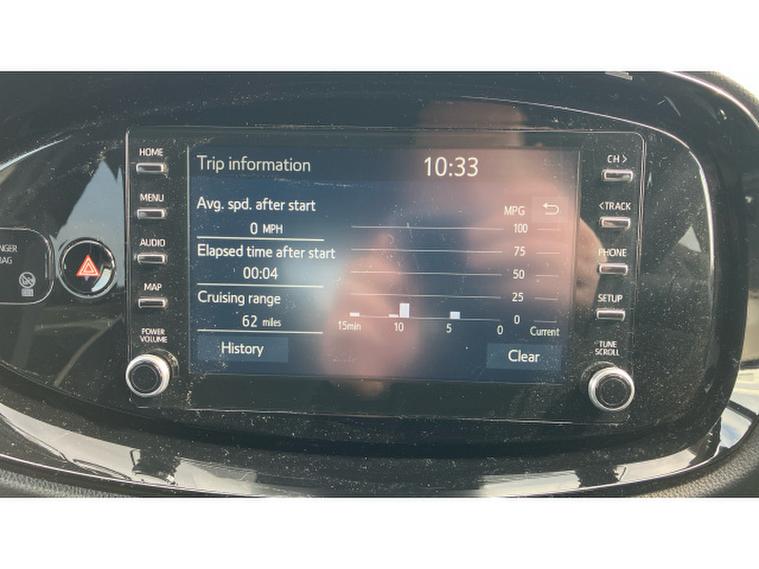 HOME
MENU
AUDIO
MAP
POWER
VOLUME
Trip information
10:33
Avg. spd. after start
0 MPH
Elapsed time after start
00:04
Cruising range
62 miles
History
MPG
100
75
50
25
0
15min 10 5 0 Current
Clear
CH >
< TRACK
PHONE
SETUP
TUNE
SCROLL